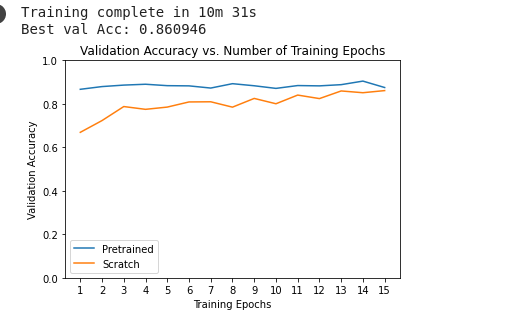 Training complete in 10m 31s
Best val Acc: 0.860946
Validation Accuracy vs. Number of Training Epochs
1.0
0.8
0.6
0.4
0.2
0.0
Validation Accuracy
Pretrained
Scratch
1 2 3 4 5 6 7 8 9 10 11 12 13 14 15
Training Epochs